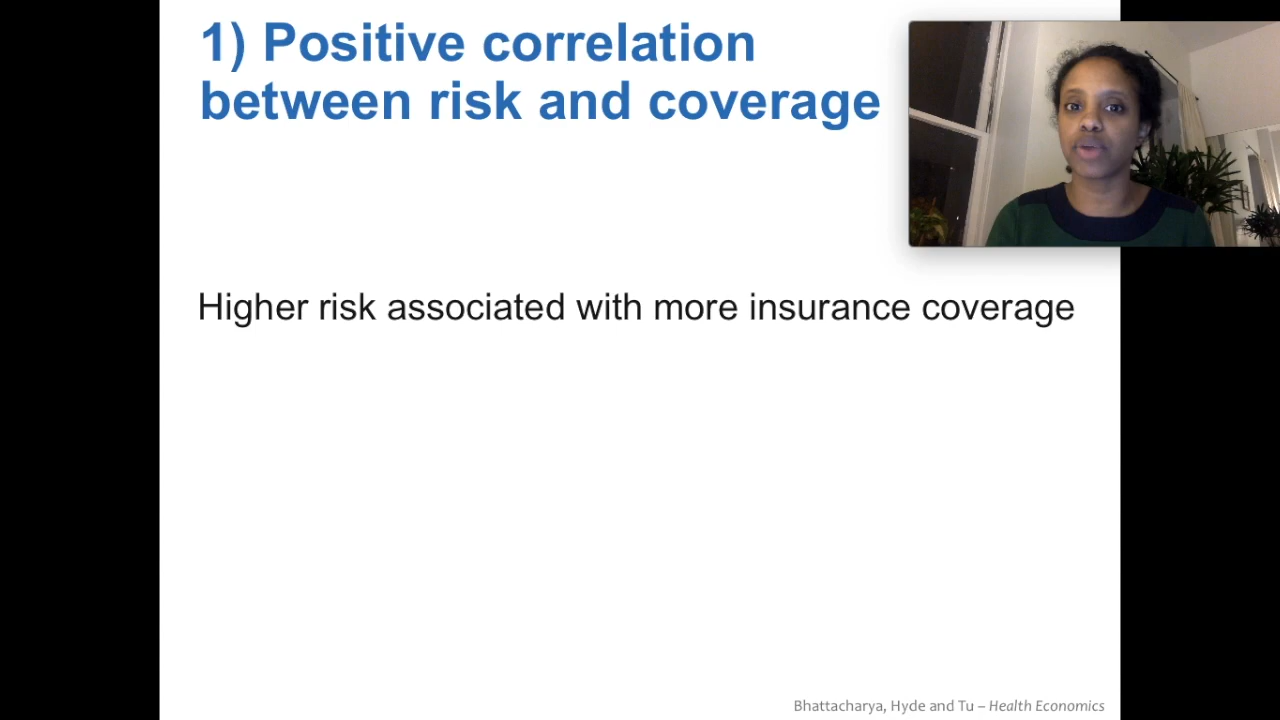 1) Positive correlation
between risk and coverage
Higher risk associated with more insurance coverage
Bhattacharya, Hyde and Tu – Health Economics